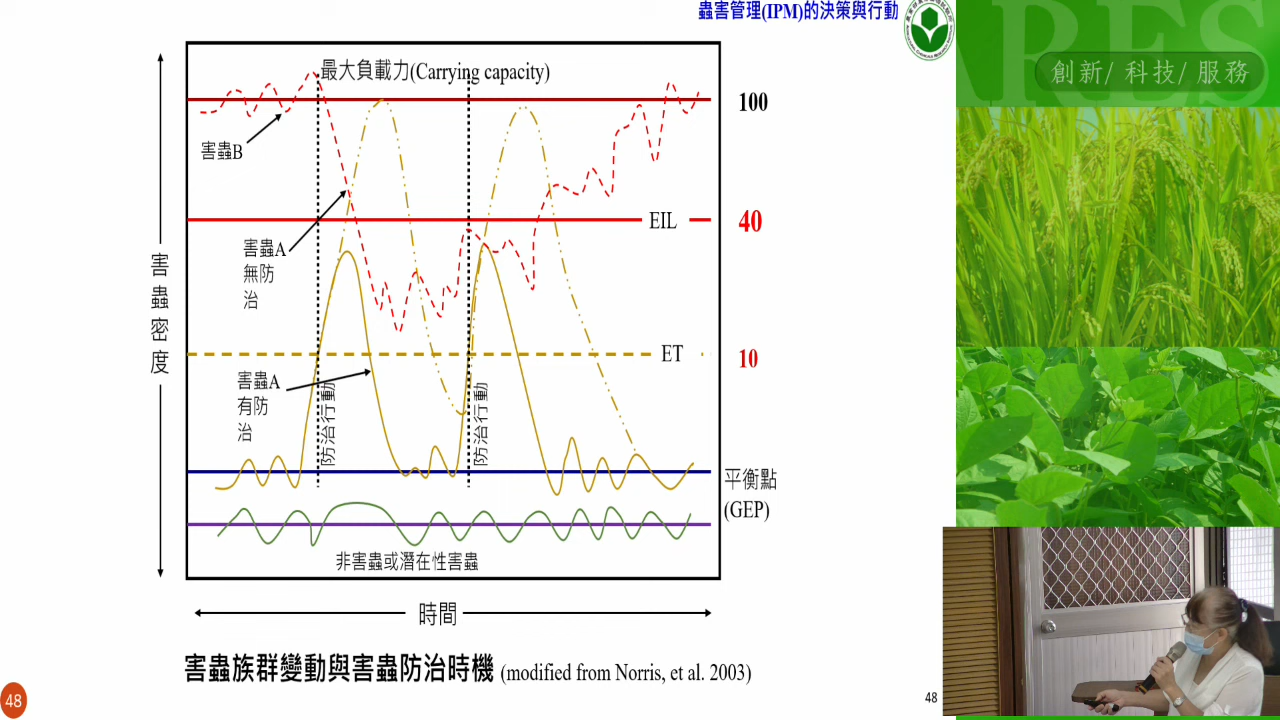 蟲害管理(IPM)的決策與行動
創新/ 科技/ 服務
最大負載力(Carrying capacity)
100
害蟲B
EIL
40
害蟲A
無防
治
害蟲密度
ET
10
害蟲A
有防
治
防治行動
防治行動
平衡點
(GEP)
非害蟲或潛在性害蟲
時間
害蟲族群變動與害蟲防治時機 (modified from Norris, et al. 2003)
48
48